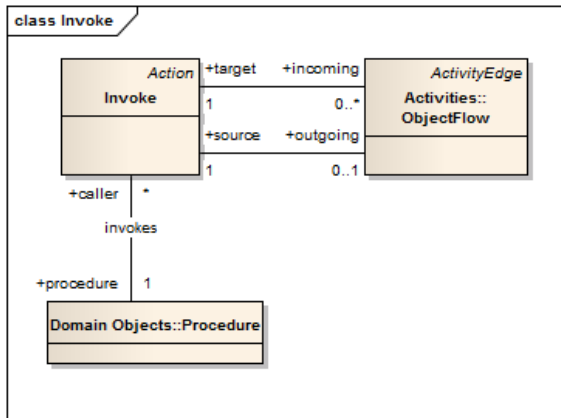 class Invoke
Action
Invoke
+target
+incoming
ActivityEdge
Activities::
ObjectFlow
1
0..*
+source
+outgoing
1
0..1
+caller
*
invokes
+procedure
1
Domain Objects::Procedure